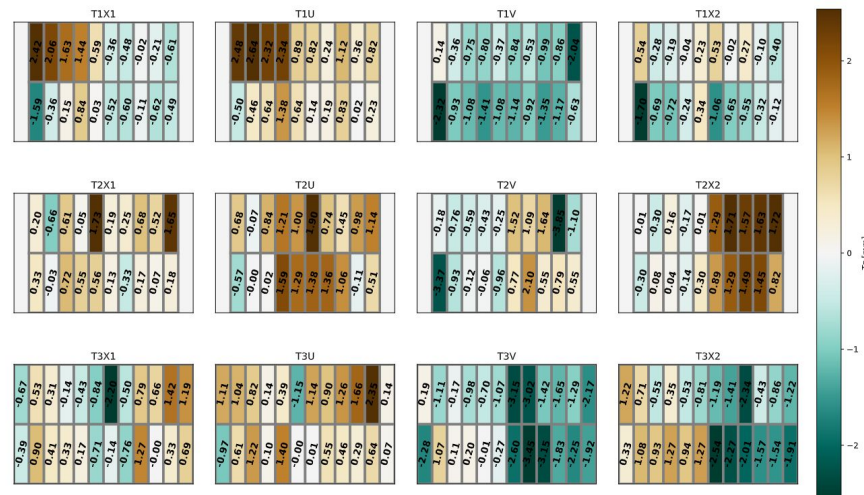 T1X1 T1U T1V T1X2
2.42 2.06 1.63 1.44 0.59 -0.36 -0.48 -0.02 -0.21 -0.61 2.48 2.64 2.32 2.34 0.89 0.82 0.24 1.12 0.36 0.82 0.14 -0.36 -0.75 -0.80 -0.37 -0.84 -0.53 -0.99 -0.86 -2.04 0.54 -0.28 -0.19 -0.04 0.23 0.53 0.02 0.27 -0.10 -0.40
-1.59 -0.36 0.15 0.84 0.03 -0.52 -0.60 -0.11 -0.62 -0.49 -0.50 0.46 0.64 1.38 0.64 0.14 0.19 0.83 0.02 0.23 -2.32 -0.93 -1.08 -1.41 -1.08 -1.14 -0.92 -1.35 -1.17 -0.63 -0.69 -0.72 -0.24 0.34 -1.06 -0.65 -0.55 -0.32 -0.12
T2X1 T2U T2V T2X2
0.20 -0.66 0.61 0.05 1.73 0.19 0.25 0.68 0.52 1.65 0.68 -0.07 0.84 1.21 1.00 1.90 0.74 0.45 0.98 1.14 -0.18 -0.76 -0.59 -0.43 -0.25 1.52 1.09 1.64 -3.85 -1.10 0.01 -0.30 0.16 -0.17 0.01 1.29 1.71 1.57 1.63 1.72
0.33 -0.03 0.72 0.55 0.56 0.13 -0.33 0.17 0.07 0.18 -0.57 -0.00 0.02 1.59 1.29 1.38 1.36 1.06 -0.11 0.51 -3.37 -0.93 -0.12 0.06 -0.96 0.77 2.10 0.55 0.79 0.55 -0.30 0.08 0.04 -0.14 0.30 0.89 1.29 1.49 1.45 0.82
T3X1 T3U T3V T3X2
-0.67 0.53 0.31 -0.14 -0.43 -0.84 -2.20 -0.50 0.79 0.66 1.42 1.19 1.11 1.04 0.82 0.14 0.39 -1.15 1.14 0.90 1.26 1.66 2.35 0.14 0.19 -1.11 -0.17 -0.98 -0.70 -1.07 -3.15 -3.02 -1.42 -1.65 -1.29 -2.17 1.22 0.71 -0.55 0.35 -0.53 -0.81 -1.19 -1.41 -2.34 -0.43 -0.86 -1.22
-0.39 0.90 0.41 0.33 0.17 -0.71 -0.14 -0.76 1.27 -0.00 0.33 0.69 -0.97 0.61 1.22 0.10 1.40 -0.00 0.01 0.55 0.46 0.29 0.64 0.07 -2.28 1.07 0.11 0.20 -0.01 -0.27 -2.60 -3.45 -3.15 -1.83 -2.25 -1.92 0.33 1.08 0.93 1.27 0.94 1.27 -2.54 -2.27 -2.01 -1.57 -1.54 -1.91
2
1
0
-1
-2